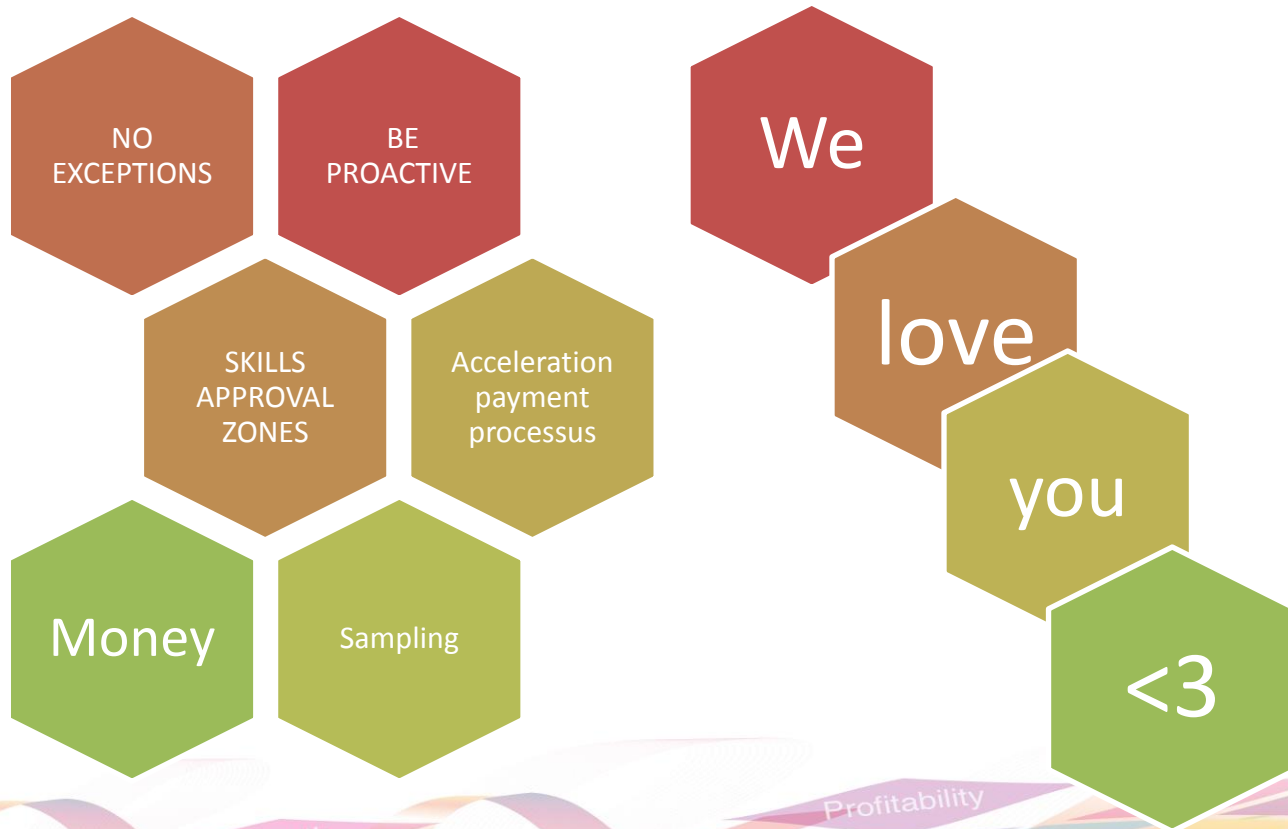 NO
EXCEPTIONS
BE
PROACTIVE
SKILLS
APPROVAL
ZONES
Acceleration
payment
processus
Money
Sampling
We
love
you
<3
Profitability